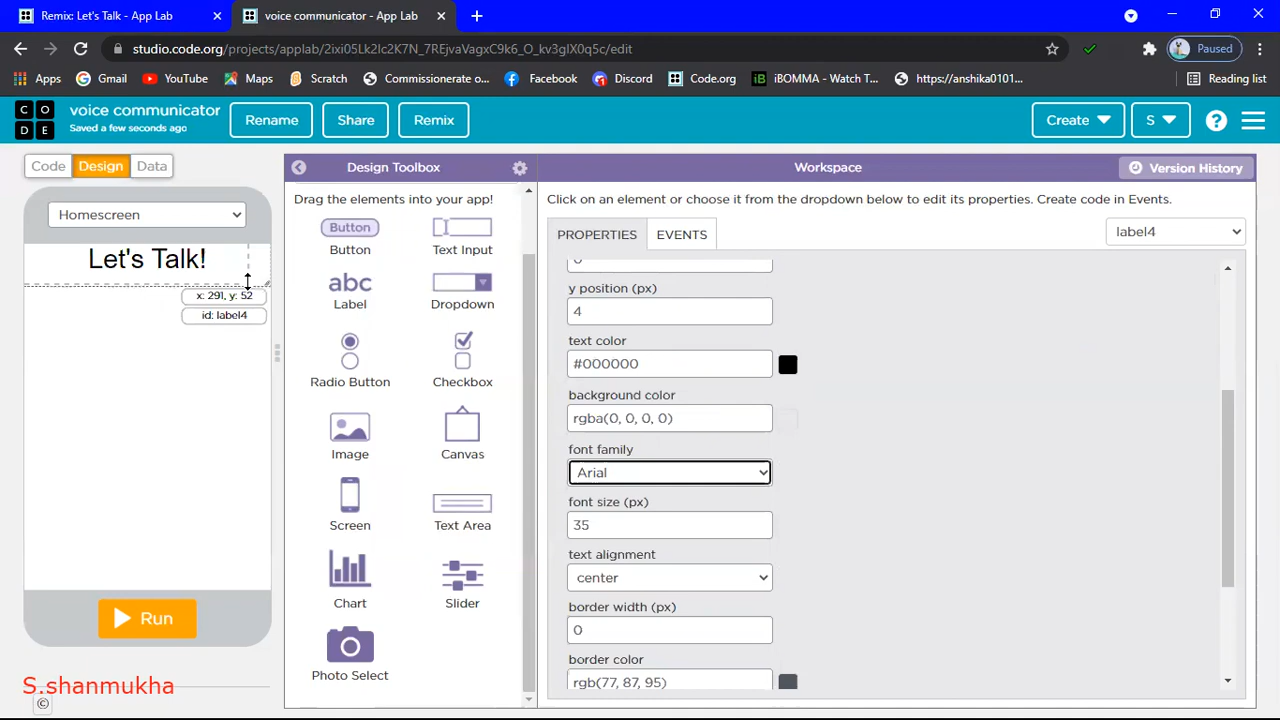 Remix: Let's Talk - App Lab
voice communicator - App Lab
studio.code.org/projects/applab/2ixi05Lk2lc2K7N_7REjvaVagxC9k6_O_kv3glX0q5c/edit
Paused
Apps
Gmail
YouTube
Maps
Scratch
Commissionerate o...
Facebook
Discord
Code.org
iBOMMA - Watch T...
https://anshika0101...
Reading list
CODE
voice communicator
Saved a few seconds ago
Rename
Share
Remix
Create
S
?
Code
Design
Data
Design Toolbox
Workspace
Version History
Homescreen
Let's Talk!
x: 291, y: 52
id: label4
Run
S.shanmukha
©
Drag the elements into your app!
Button
Button
Text Input
abc
Label
Dropdown
Radio Button
Checkbox
Image
Canvas
Screen
Text Area
Chart
Slider
Photo Select
Click on an element or choose it from the dropdown below to edit its properties. Create code in Events.
PROPERTIES
EVENTS
label4
y position (px)
4
text color
#000000
background color
rgba(0, 0, 0, 0)
font family
Arial
font size (px)
35
text alignment
center
border width (px)
0
border color
rgb(77, 87, 95)